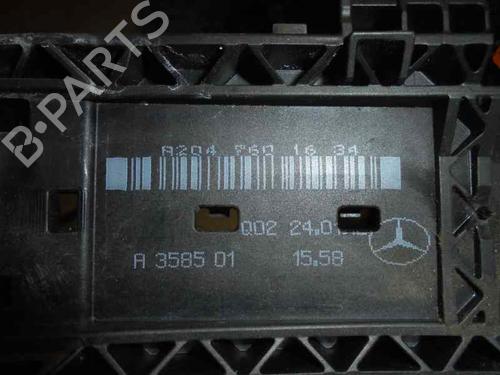 B-PARTS
A204 760 16 34
Q02 24.01
A 3585 01 15.58